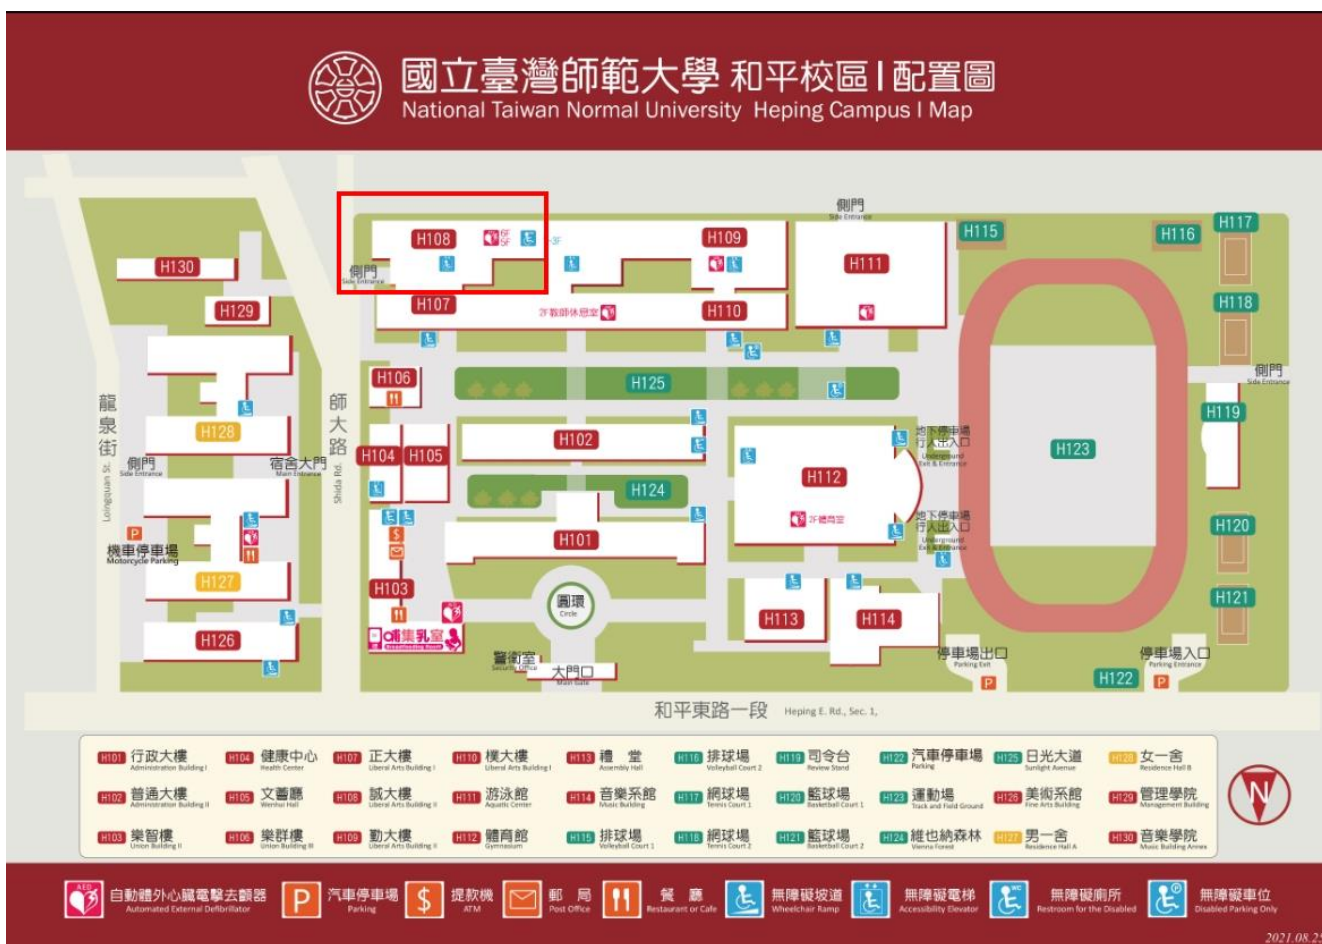 國立臺灣師範大學 和平校區 I 配置圖
National Taiwan Normal University Heping Campus I Map
側門
Side Entrance
H108
6F
5F
-3F
H109
H111
H115
H116
H117
H130
側門
Side Entrance
H129
H107
2F教師休息室
H110
H118
H106
H125
側門
Side Entrance
龍泉街
Longquan St.
師大路
Shida Rd.
H128
H119
側門
Side Entrance
宿舍大門
Main Entrance
H104
H105
H102
地下停車場
行人出入口
Underground
Exit & Entrance
H123
H112
H124
2F體育室
地下停車場
行人出入口
Underground
Exit & Entrance
H120
P
機車停車場
Motorcycle Parking
$
H101
H127
H103
圓環
Circle
H121
H113
H114
H126
哺集乳室
Breastfeeding Room
警衛室
Security Office
大門口
Main Gate
停車場出口
Parking Exit
P
H122
停車場入口
Parking Entrance
P
和平東路一段 Heping E. Rd., Sec. 1,
H101 行政大樓 Administration Building I
H104 健康中心 Health Center
H107 正大樓 Liberal Arts Building I
H110 樸大樓 Liberal Arts Building I
H113 禮 堂 Assembly Hall
H116 排球場 Volleyball Court 2
H119 司令台 Review Stand
H122 汽車停車場 Parking
H125 日光大道 Sunlight Avenue
H128 女一舍 Residence Hall B
H102 普通大樓 Administration Building II
H105 文薈廳 Wenhui Hall
H108 誠大樓 Liberal Arts Building II
H111 游泳館 Aquatic Center
H114 音樂系館 Music Building
H117 網球場 Tennis Court 1
H120 籃球場 Basketball Court 1
H123 運動場 Track and Field Ground
H126 美術系館 Fine Arts Building
H129 管理學院 Management Building
H103 樂智樓 Union Building II
H106 樂群樓 Union Building III
H109 勤大樓 Liberal Arts Building II
H112 體育館 Gymnasium
H115 排球場 Volleyball Court 1
H118 網球場 Tennis Court 2
H121 籃球場 Basketball Court 2
H124 維也納森林 Vienna Forest
H127 男一舍 Residence Hall A
H130 音樂學院 Music Building Annex
N
AED 自動體外心臟電擊去顫器 Automated External Defibrillator
P 汽車停車場 Parking
$ 提款機 ATM
郵 局 Post Office
餐 廳 Restaurant or Cafe
無障礙坡道 Wheelchair Ramp
無障礙電梯 Accessibility Elevator
WC 無障礙廁所 Restroom for the Disabled
P 無障礙車位 Disabled Parking Only
2021.08.25